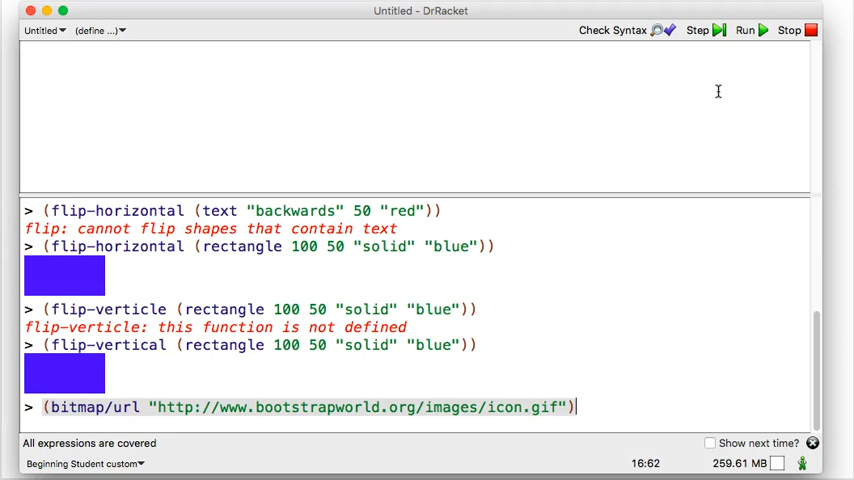 Untitled - DrRacket
Untitled (define ...) Check Syntax Step Run Stop
> (flip-horizontal (text "backwards" 50 "red"))
flip: cannot flip shapes that contain text
> (flip-horizontal (rectangle 100 50 "solid" "blue"))
> (flip-verticle (rectangle 100 50 "solid" "blue"))
flip-verticle: this function is not defined
> (flip-vertical (rectangle 100 50 "solid" "blue"))
> (bitmap/url "http://www.bootstrapworld.org/images/icon.gif")
All expressions are covered Show next time?
Beginning Student custom 16:62 259.61 MB